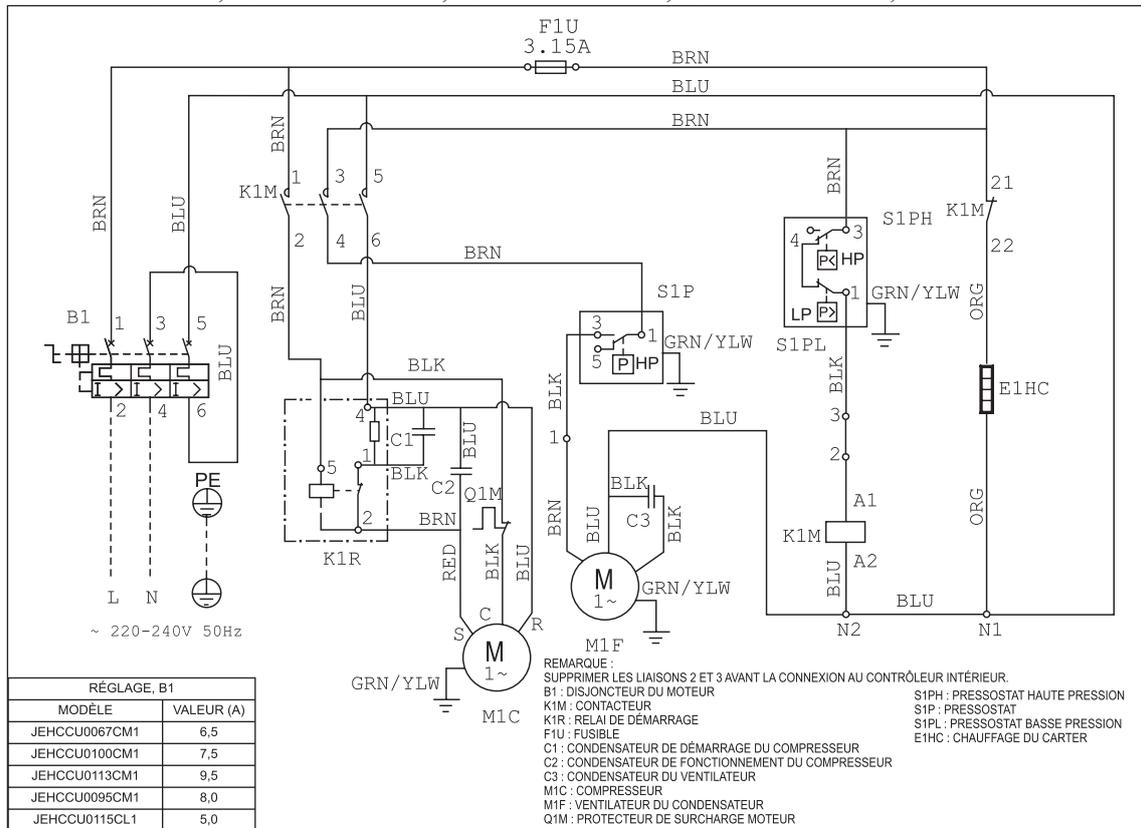 F1U
3.15A
BRN
BLU
BRN
BRN
BRN
BLU
BRN
1
3
5
K1M
2
4
6
21
K1M
22
S1PH
4
3
P<
HP
1
GRN/YLW
LP
P>
S1PL
BRN
S1P
3
1
GRN/YLW
5
P
HP
B1
1
3
5
BLU
2
4
6
BRN
BLU
ORG
BLK
BLK
BLK
BLU
4
C1
BLU
1
5
BLK
C2
Q1M
2
BRN
K1R
RED
BLK
BLU
1
BLU
3
2
E1HC
PE
BLK
C3
BLK
BRN
BLU
A1
K1M
A2
BLU
ORG
L
N
~ 220-240V 50Hz
M
1~
GRN/YLW
M1F
BLU
N2
N1
S
C
R
M
1~
GRN/YLW
M1C
RÉGLAGE, B1
MODÈLE VALEUR (A)
JEHCCU0067CM1 6,5
JEHCCU0100CM1 7,5
JEHCCU0113CM1 9,5
JEHCCU0095CM1 8,0
JEHCCU0115CL1 5,0
REMARQUE :
SUPPRIMER LES LIAISONS 2 ET 3 AVANT LA CONNEXION AU CONTRÔLEUR INTÉRIEUR.
B1 : DISJONCTEUR DU MOTEUR
K1M : CONTACTEUR
K1R : RELAI DE DÉMARRAGE
F1U : FUSIBLE
C1 : CONDENSATEUR DE DÉMARRAGE DU COMPRESSEUR
C2 : CONDENSATEUR DE FONCTIONNEMENT DU COMPRESSEUR
C3 : CONDENSATEUR DU VENTILATEUR
M1C : COMPRESSEUR
M1F : VENTILATEUR DU CONDENSATEUR
Q1M : PROTECTEUR DE SURCHARGE MOTEUR
S1PH : PRESSOSTAT HAUTE PRESSION
S1P : PRESSOSTAT
S1PL : PRESSOSTAT BASSE PRESSION
E1HC : CHAUFFAGE DU CARTER